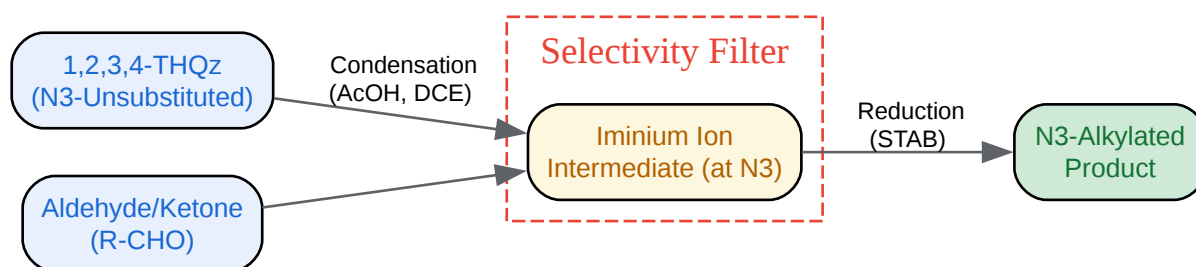 1,2,3,4-THQz
(N3-Unsubstituted)
Aldehyde/Ketone
(R-CHO)
Condensation
(AcOH, DCE)
Selectivity Filter
Iminium Ion
Intermediate (at N3)
Reduction
(STAB)
N3-Alkylated
Product